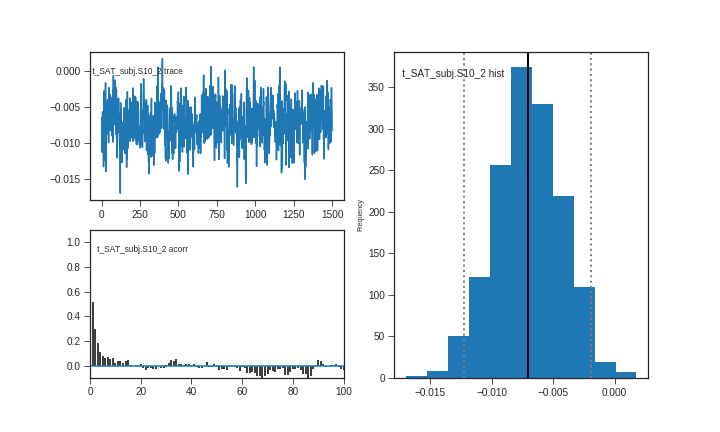 t_SAT_subj.S10_2 trace
0.000
−0.005
−0.010
−0.015
0 250 500 750 1000 1250 1500
t_SAT_subj.S10_2 acorr
1.0
0.8
0.6
0.4
0.2
0.0
0 20 40 60 80 100
t_SAT_subj.S10_2 hist
Frequency
350
300
250
200
150
100
50
0
−0.015 −0.010 −0.005 0.000